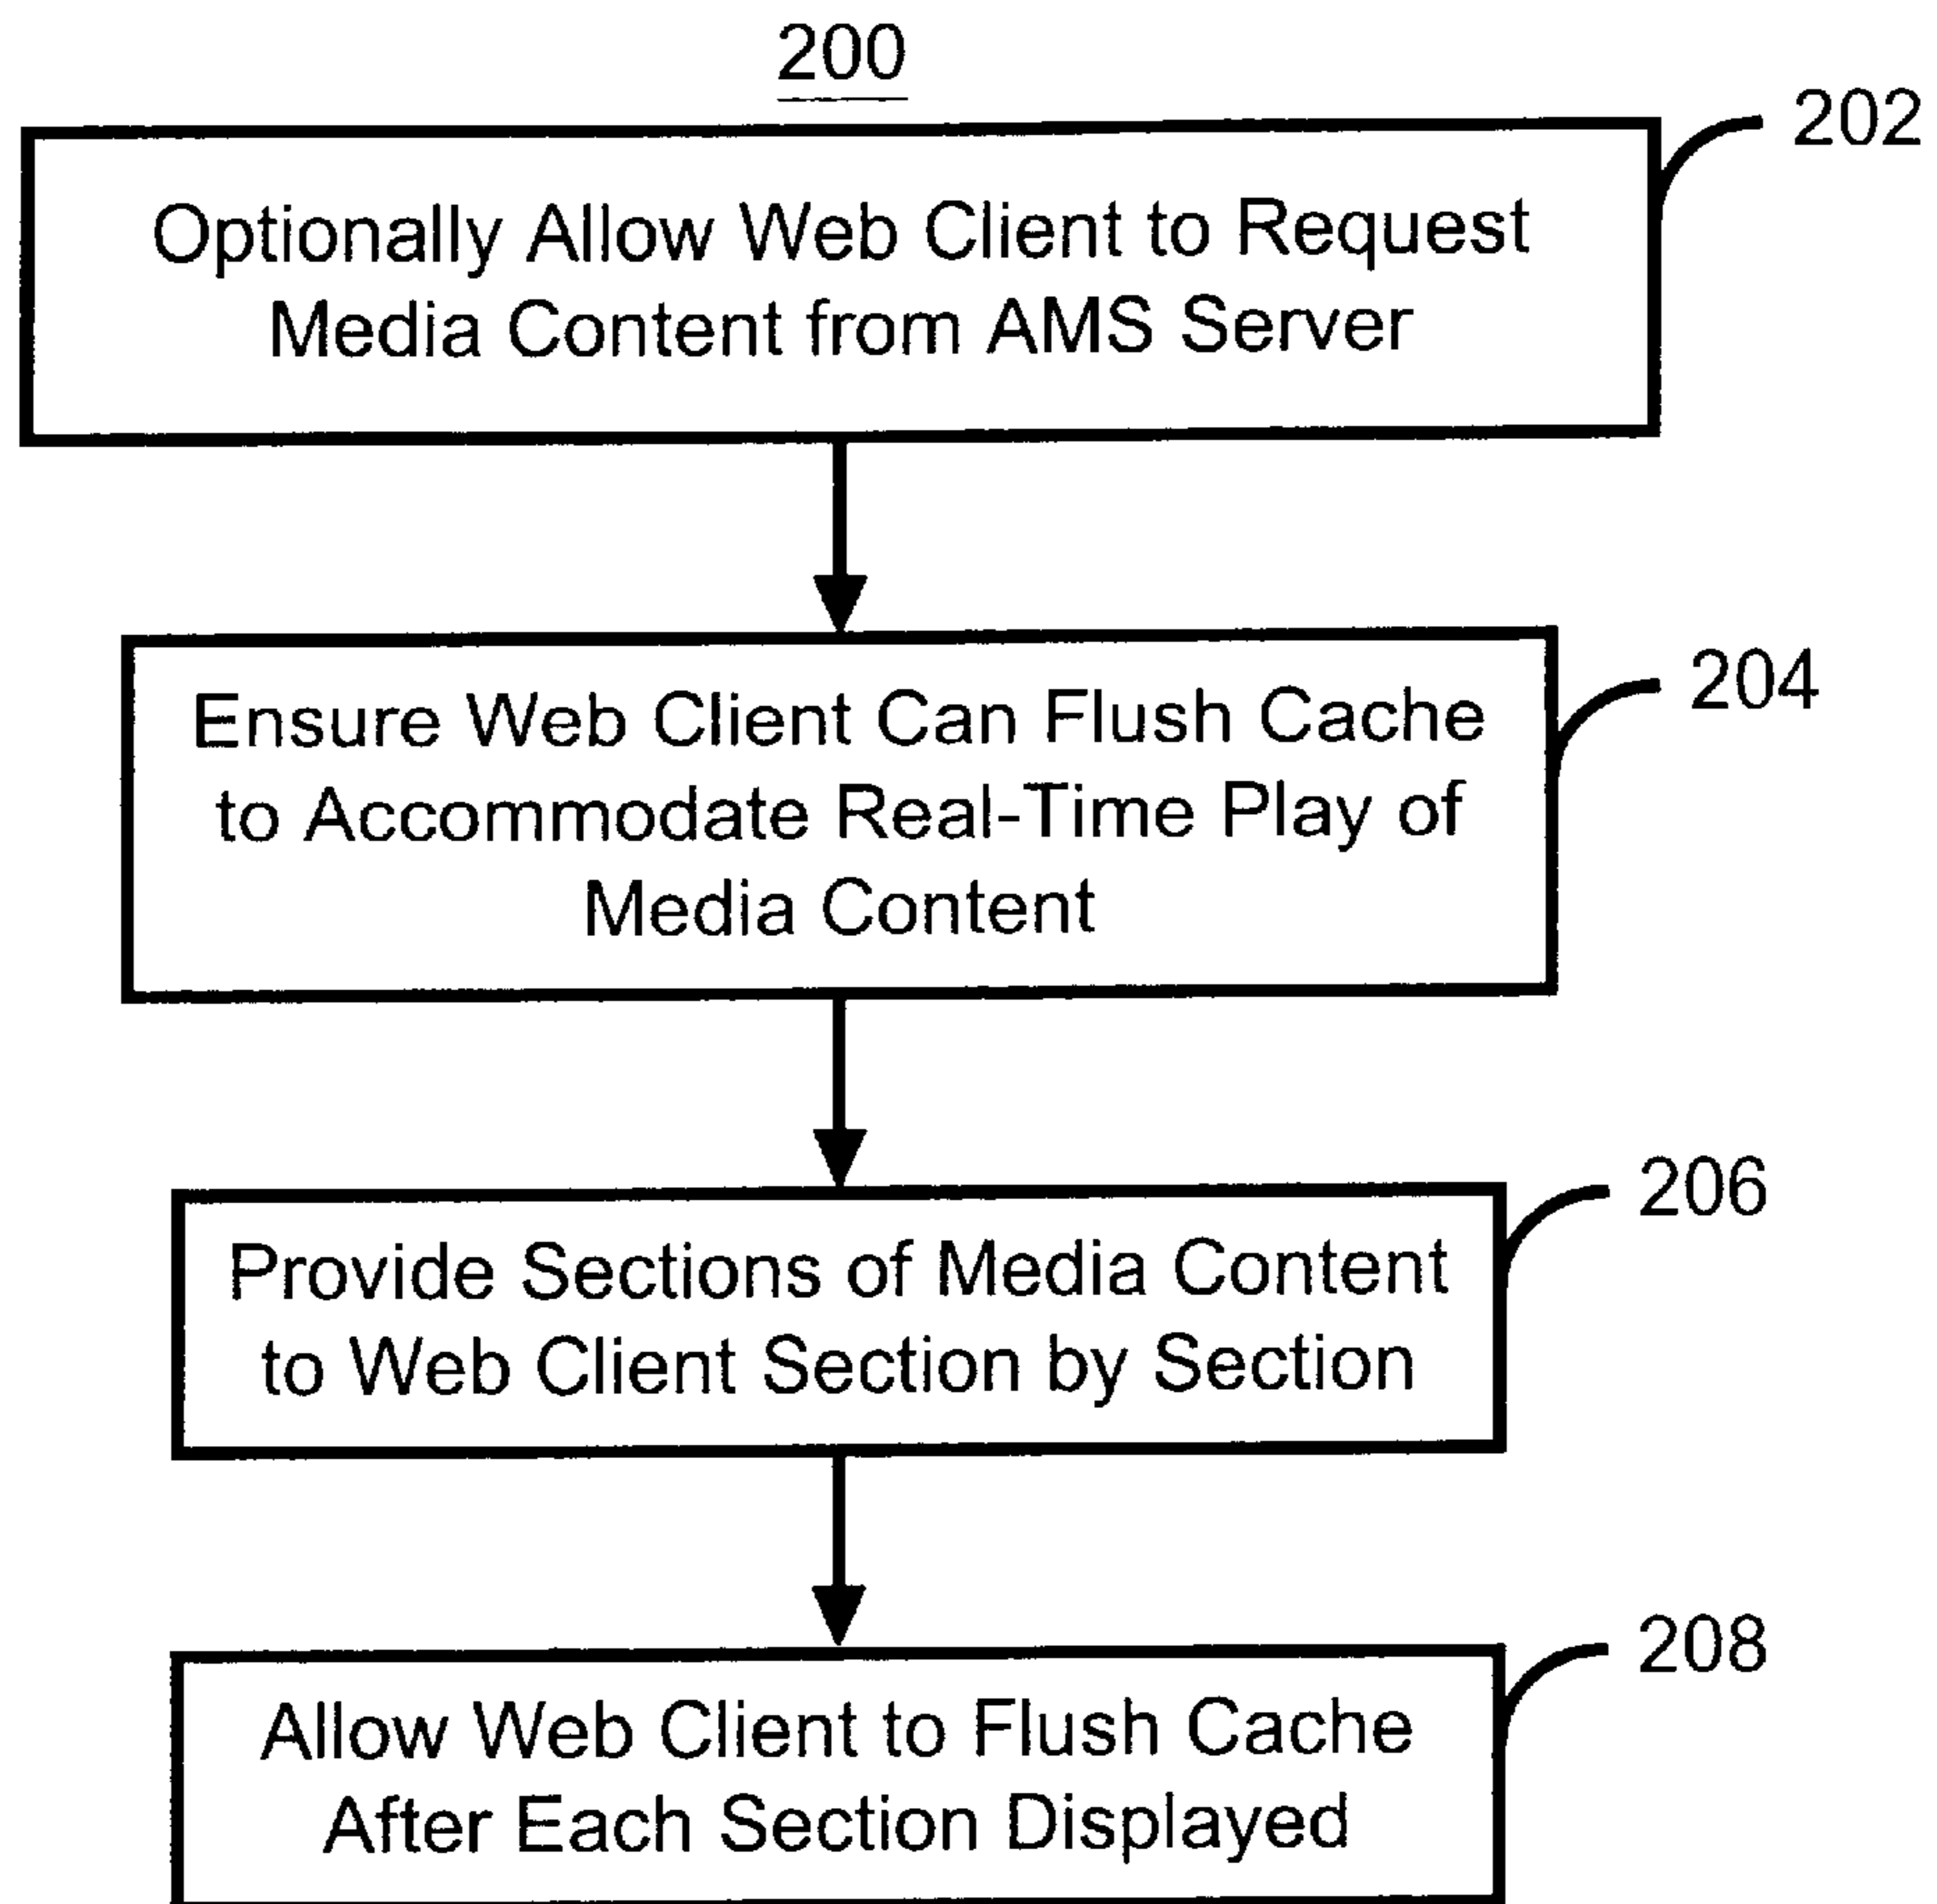 200
202
Optionally Allow Web Client to Request
Media Content from AMS Server
204
Ensure Web Client Can Flush Cache
to Accommodate Real-Time Play of
Media Content
206
Provide Sections of Media Content
to Web Client Section by Section
208
Allow Web Client to Flush Cache
After Each Section Displayed